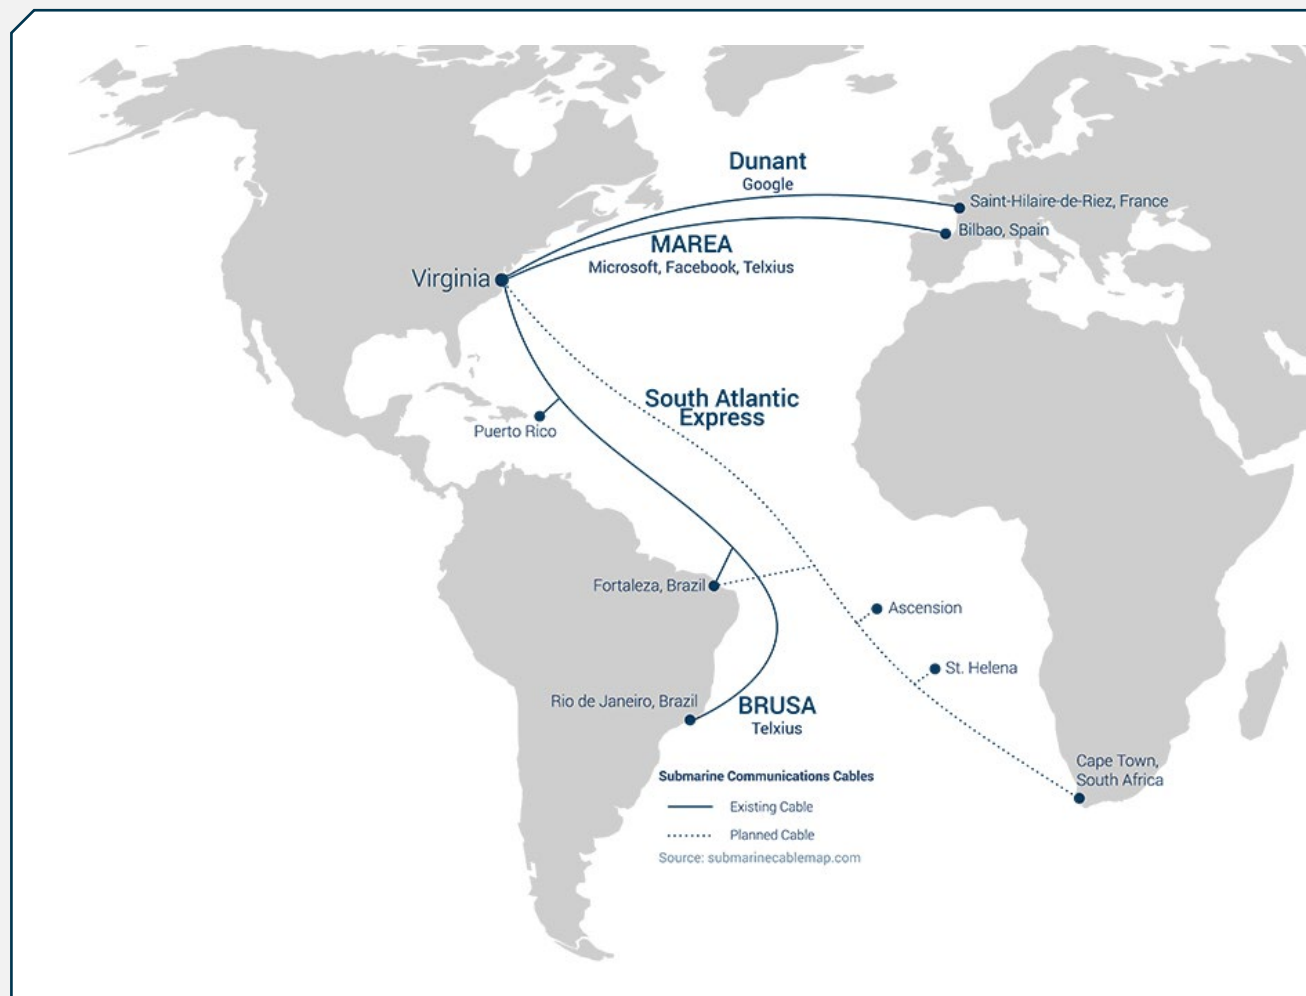 Dunant
Google
Saint-Hilaire-de-Riez, France
Bilbao, Spain
MAREA
Microsoft, Facebook, Telxius
Virginia
South Atlantic
Express
Puerto Rico
Fortaleza, Brazil
Ascension
St. Helena
Rio de Janeiro, Brazil
BRUSA
Telxius
Cape Town,
South Africa
Submarine Communications Cables
Existing Cable
Planned Cable
Source: submarinecablemap.com